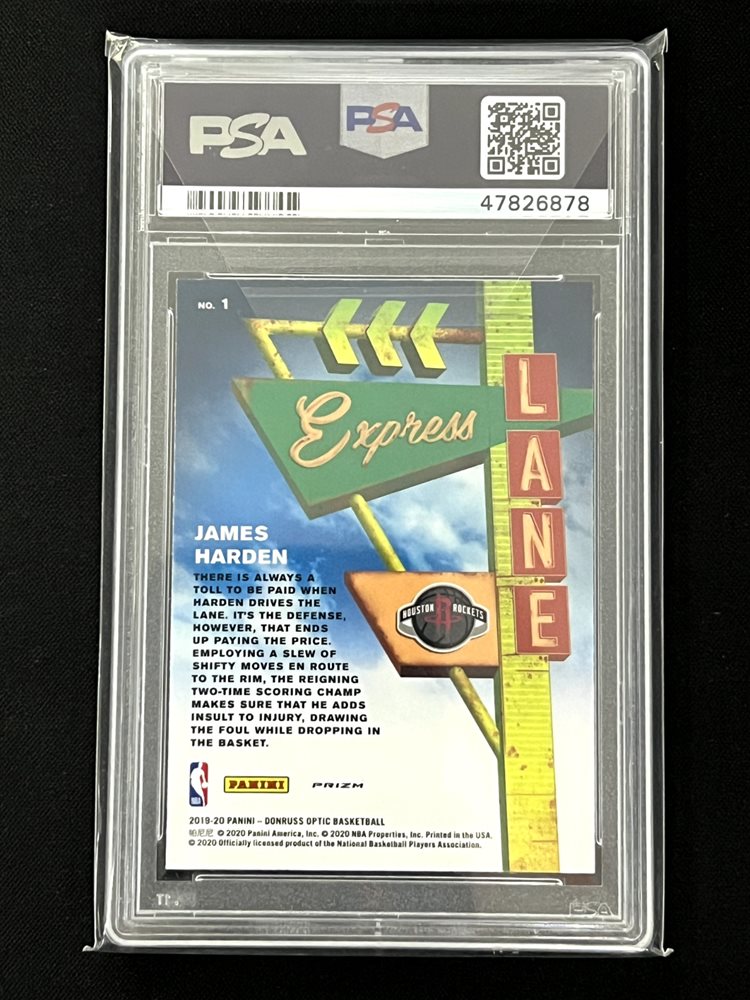 PSA
PSA
47826878
NO. 1
Express
LANE
JAMES
HARDEN
HOUSTON R ROCKETS
THERE IS ALWAYS A
TOLL TO BE PAID WHEN
HARDEN DRIVES THE
LANE. IT'S THE DEFENSE,
HOWEVER, THAT ENDS
UP PAYING THE PRICE.
EMPLOYING A SLEW OF
SHIFTY MOVES EN ROUTE
TO THE RIM, THE REIGNING
TWO-TIME SCORING CHAMP
MAKES SURE THAT HE ADDS
INSULT TO INJURY, DRAWING
THE FOUL WHILE DROPPING IN
THE BASKET.
NBA
PANINI
PRIZM
2019-20 PANINI – DONRUSS OPTIC BASKETBALL
帕尼尼 © 2020 Panini America, Inc. © 2020 NBA Properties, Inc. Printed in the USA.
© 2020 Officially licensed product of the National Basketball Players Association.
PSA